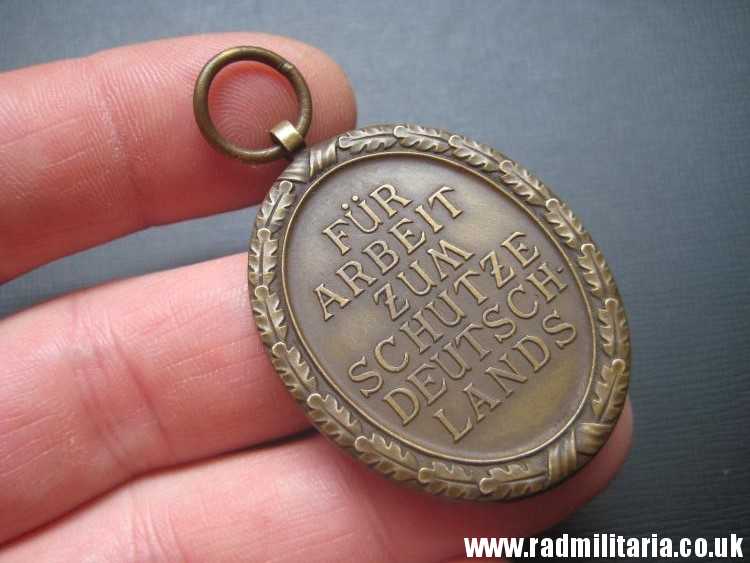 FÜR
ARBEIT
ZUM
SCHUTZE
DEUTSCH·
LANDS
www.radmilitaria.co.uk